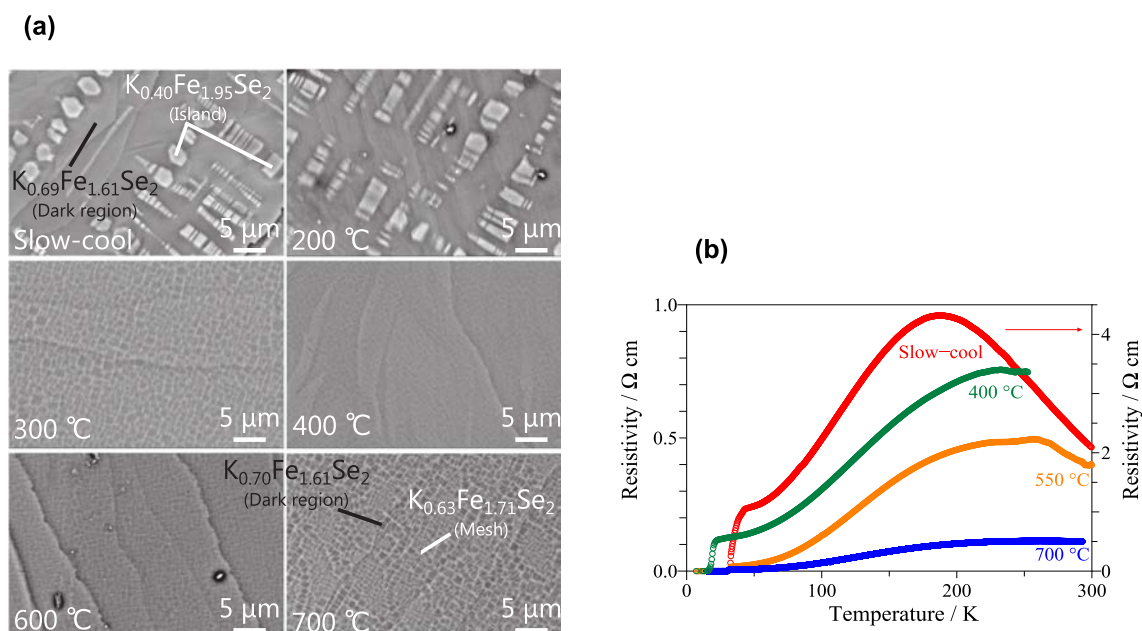 (a)
K0.40Fe1.95Se2
(Island)
K0.69Fe1.61Se2
(Dark region)
Slow-cool
5 μm
200 ℃
5 μm
300 ℃
5 μm
400 ℃
5 μm
K0.70Fe1.61Se2
(Dark region)
K0.63Fe1.71Se2
(Mesh)
600 ℃
5 μm
700 ℃
5 μm
(b)
Resistivity / Ω cm
1.0
0.5
0.0
Slow−cool
400 °C
550 °C
700 °C
4
2
0
Resistivity / Ω cm
0
100
200
300
Temperature / K